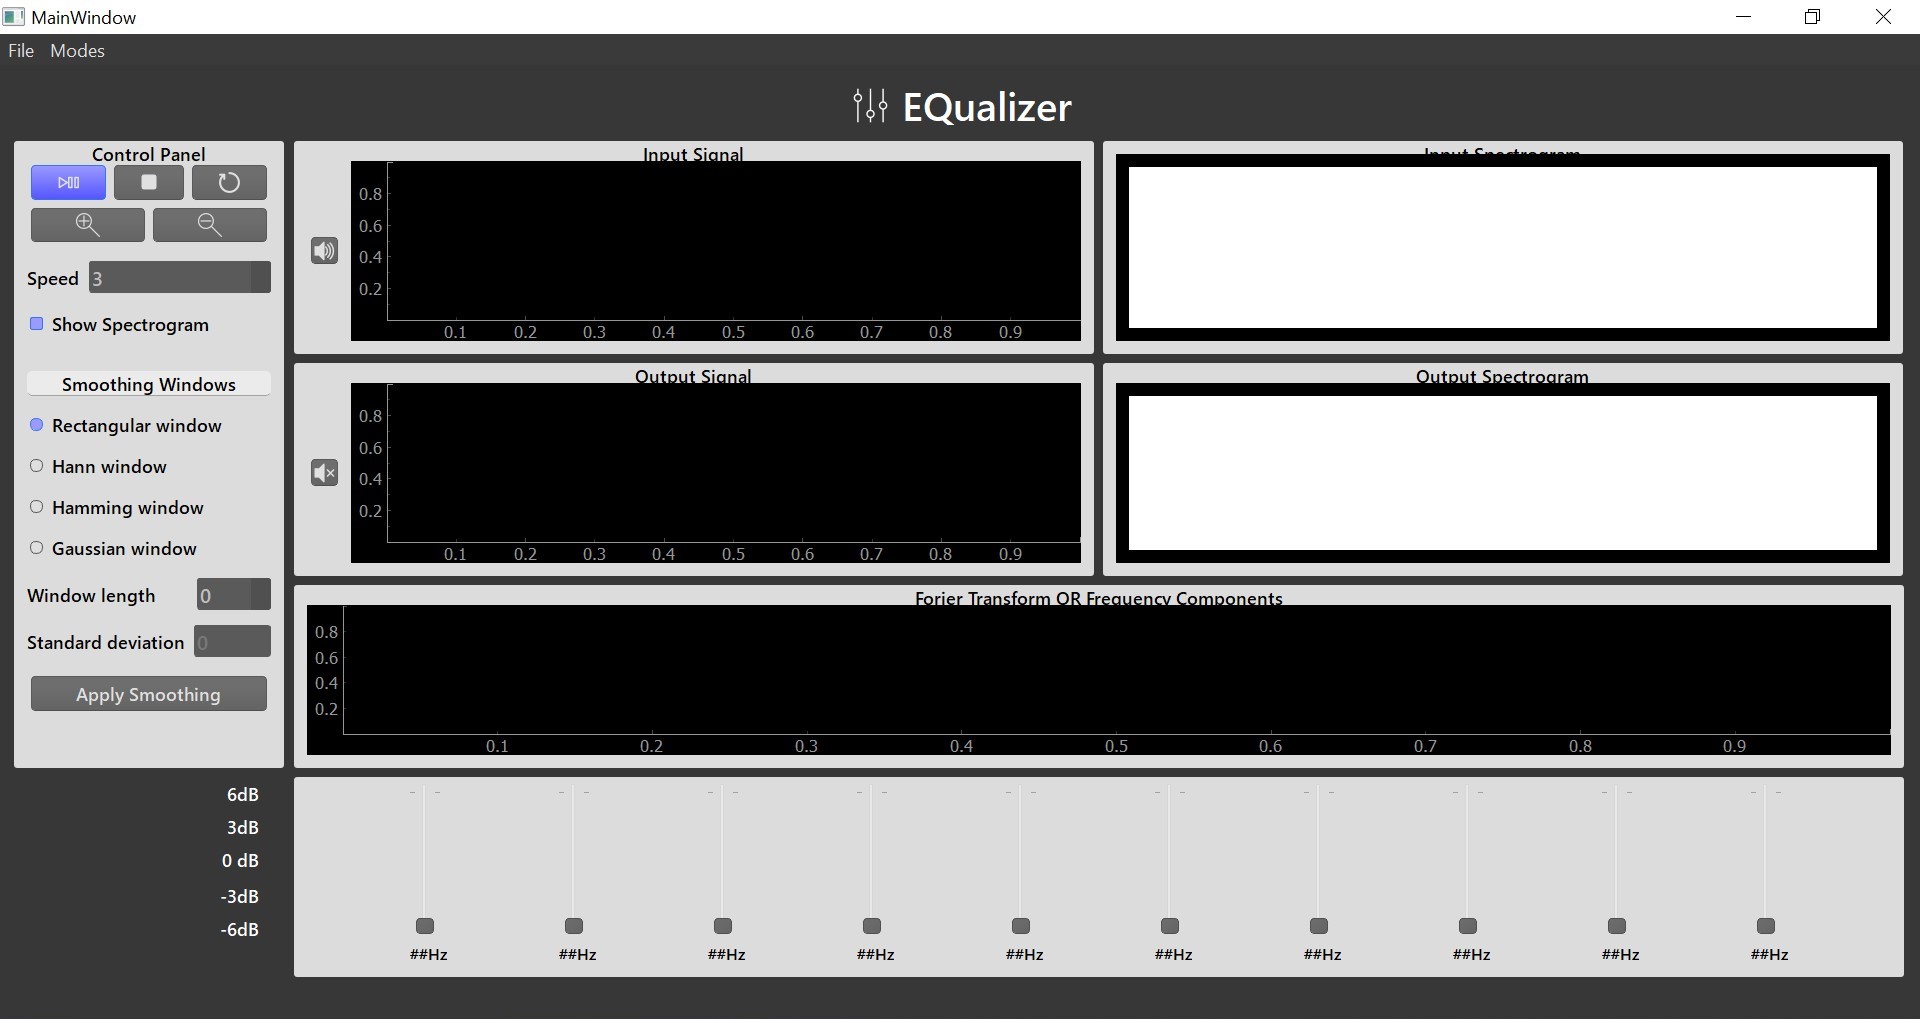 MainWindow
File Modes
EQualizer
Control Panel
Speed 3
Show Spectrogram
Smoothing Windows
Rectangular window
Hann window
Hamming window
Gaussian window
Window length 0
Standard deviation 0
Apply Smoothing
Input Signal
0.8
0.6
0.4
0.2
0.1 0.2 0.3 0.4 0.5 0.6 0.7 0.8 0.9
Input Spectrogram
Output Signal
0.8
0.6
0.4
0.2
0.1 0.2 0.3 0.4 0.5 0.6 0.7 0.8 0.9
Output Spectrogram
Forier Transform OR Frequency Components
0.8
0.6
0.4
0.2
0.1 0.2 0.3 0.4 0.5 0.6 0.7 0.8 0.9
6dB
3dB
0 dB
-3dB
-6dB
##Hz ##Hz ##Hz ##Hz ##Hz ##Hz ##Hz ##Hz ##Hz ##Hz